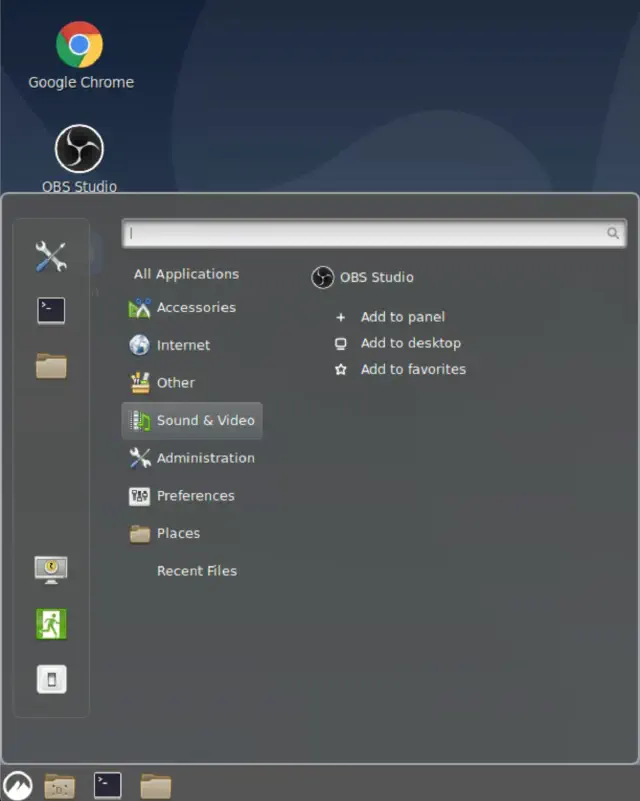 Google Chrome
OBS Studio
All Applications
Accessories
Internet
Other
Sound & Video
Administration
Preferences
Places
Recent Files
OBS Studio
Add to panel
Add to desktop
Add to favorites